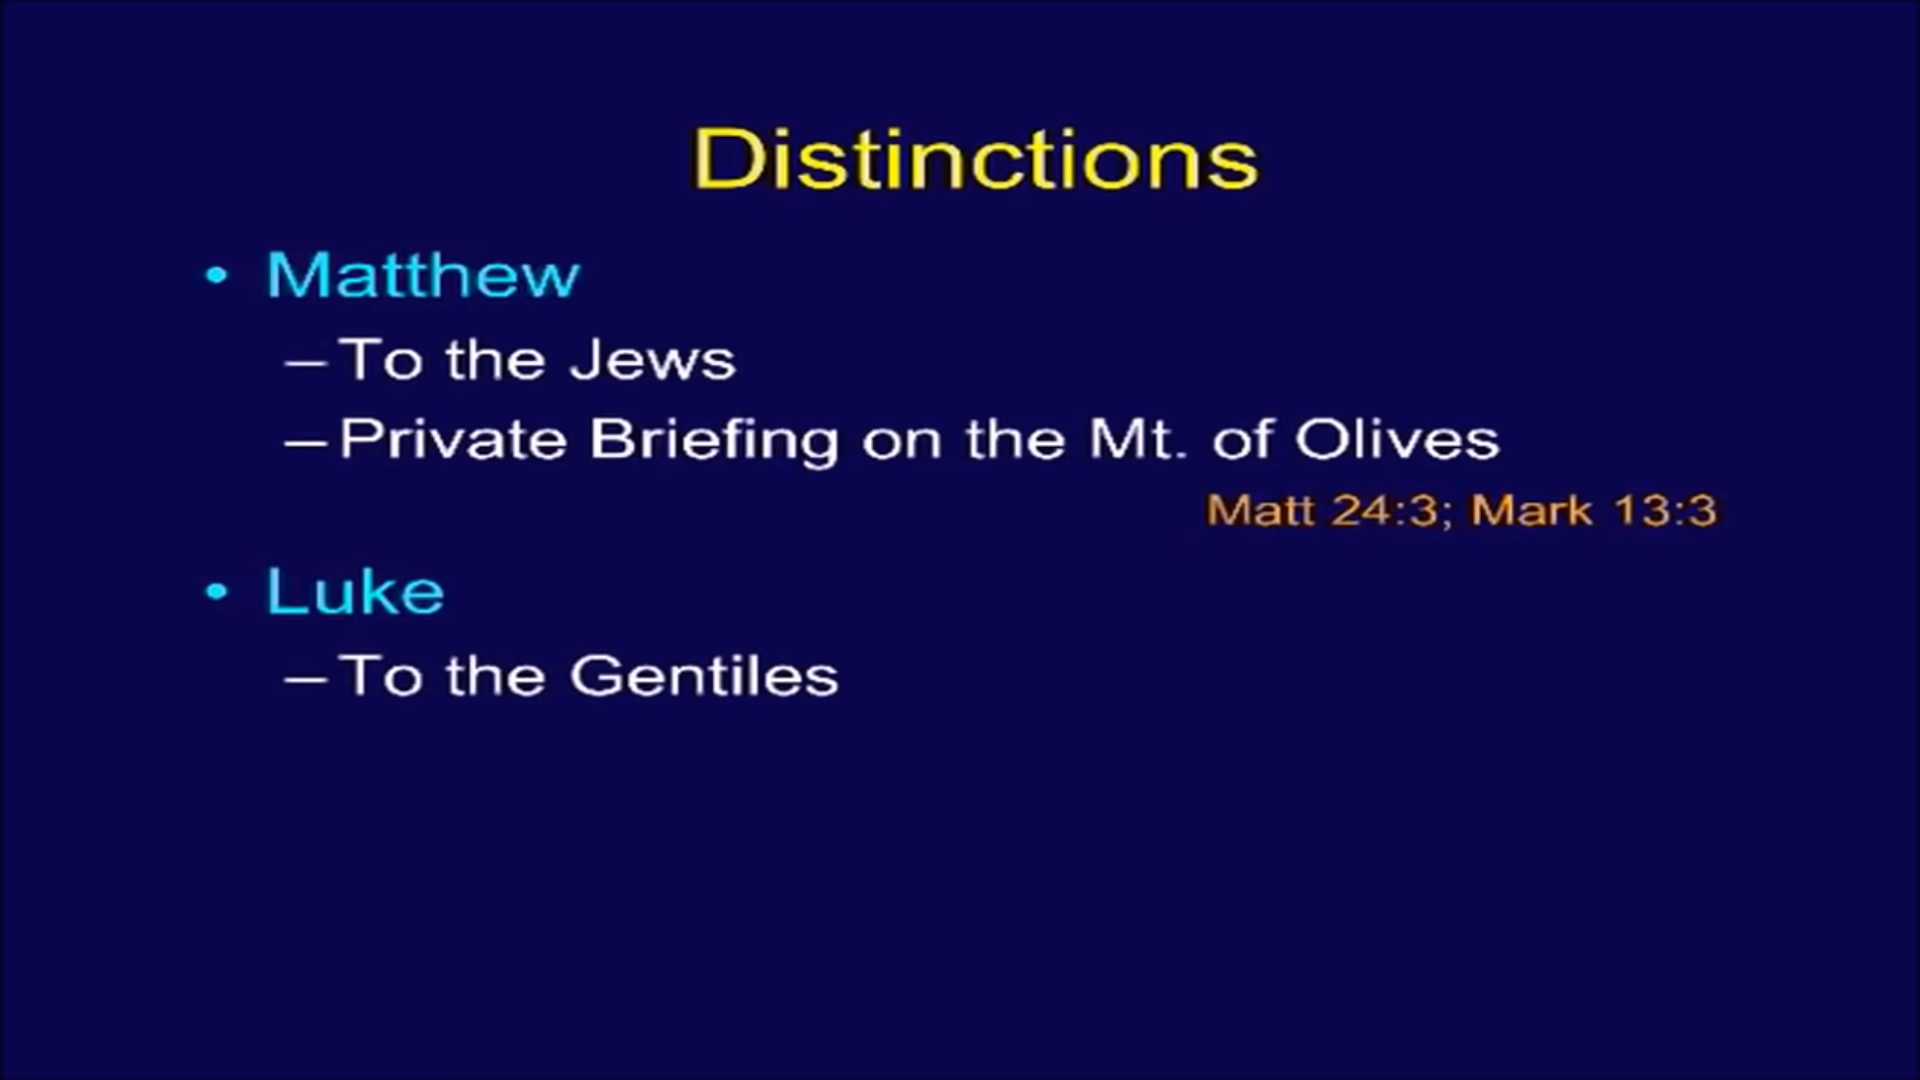 Distinctions
• Matthew
–To the Jews
–Private Briefing on the Mt. of Olives
Matt 24:3; Mark 13:3
• Luke
–To the Gentiles